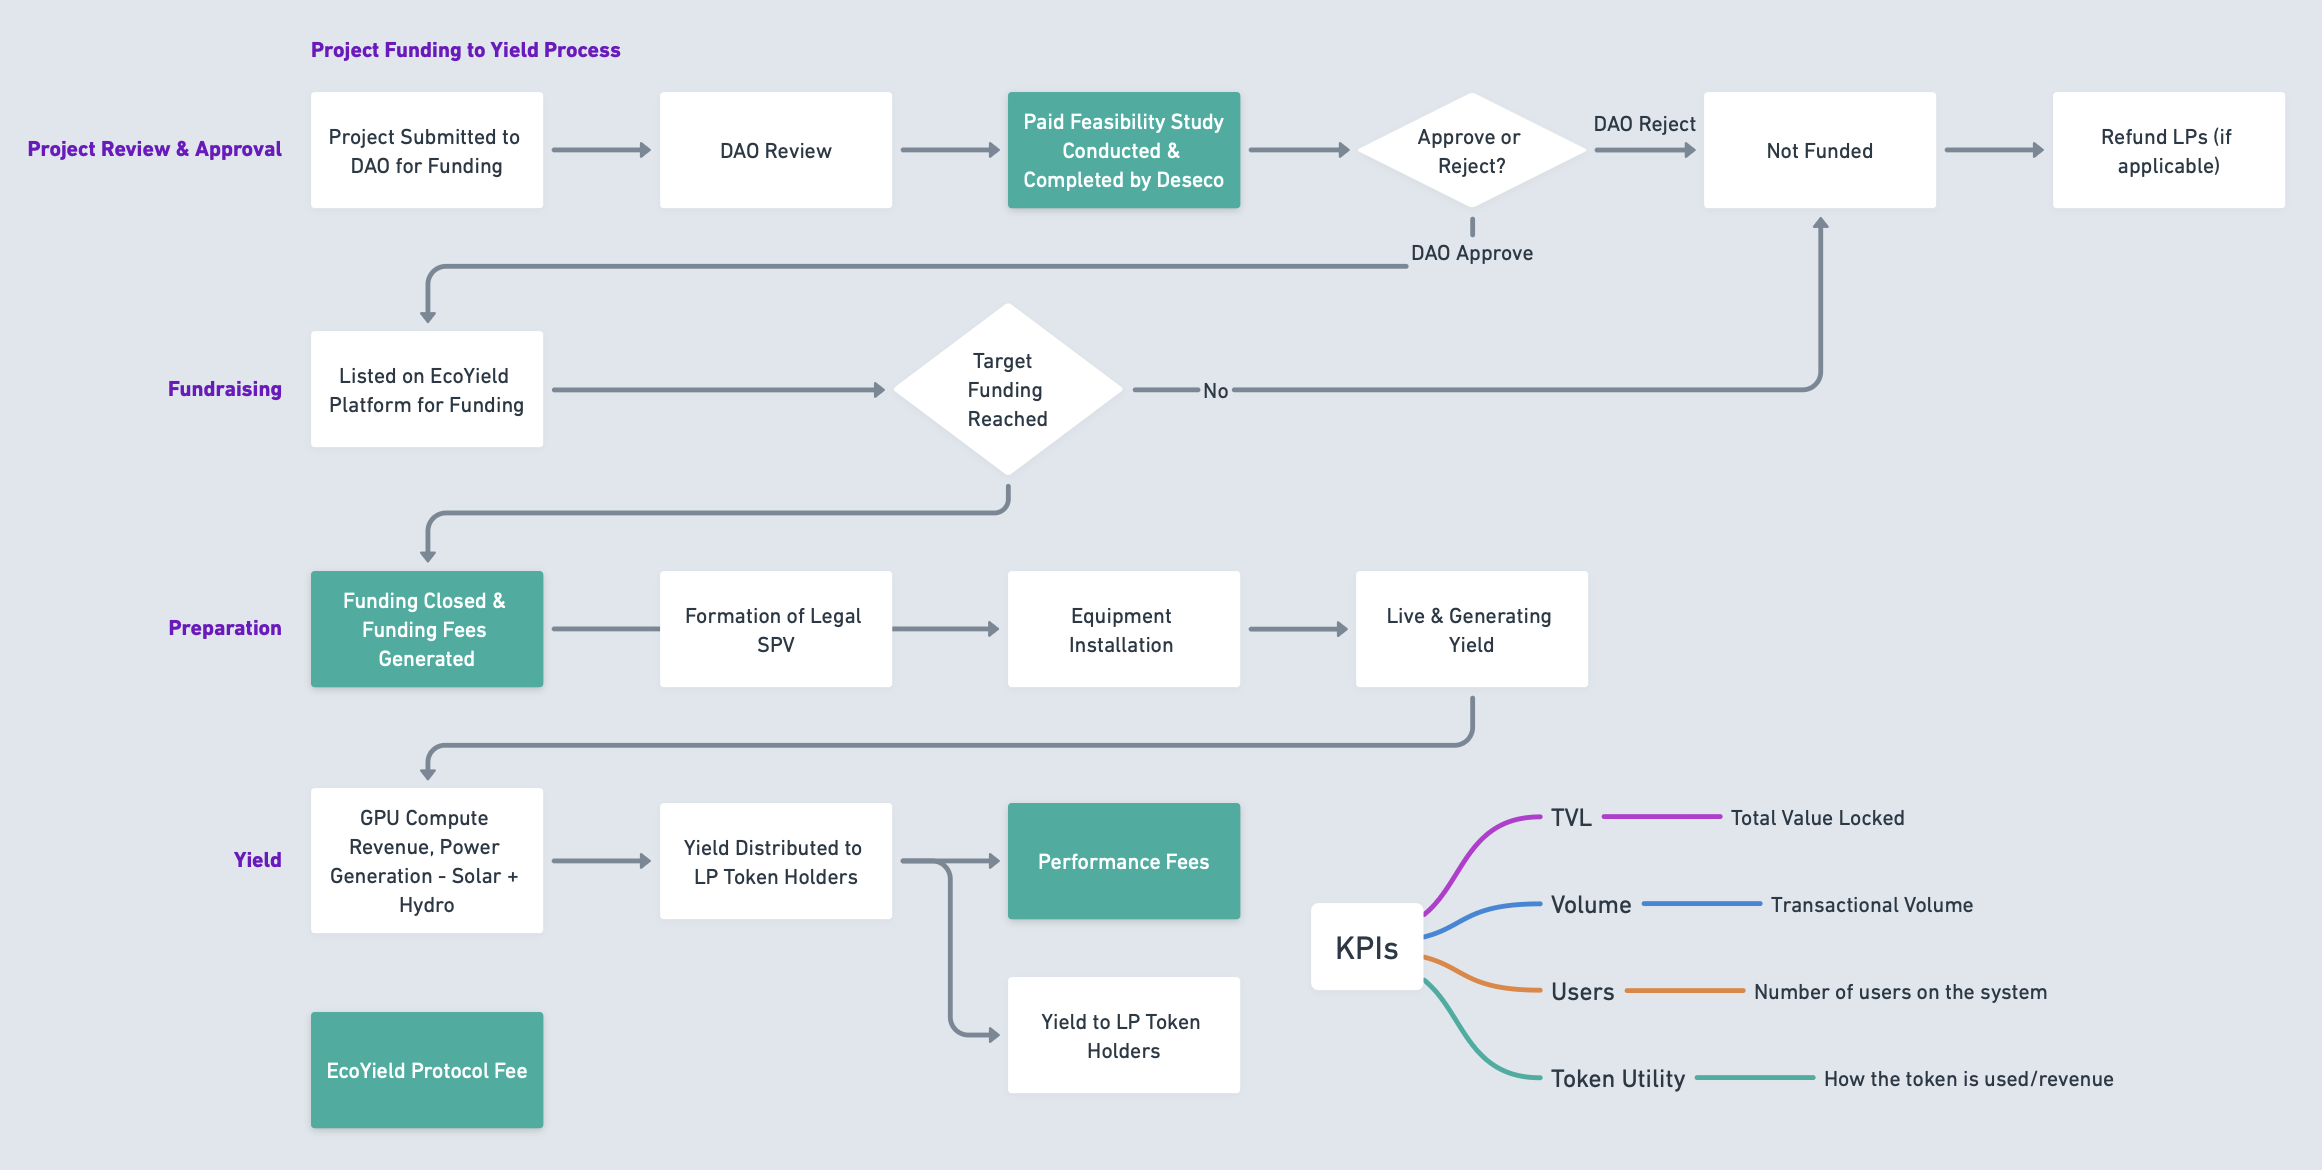 Project Funding to Yield Process
Project Review & Approval
Project Submitted to
DAO for Funding
DAO Review
Paid Feasibility Study
Conducted &
Completed by Deseco
Approve or
Reject?
DAO Reject
Not Funded
Refund LPs (if
applicable)
DAO Approve
Fundraising
Listed on EcoYield
Platform for Funding
Target
Funding
Reached
No
Preparation
Funding Closed &
Funding Fees
Generated
Formation of Legal
SPV
Equipment
Installation
Live & Generating
Yield
Yield
GPU Compute
Revenue, Power
Generation - Solar +
Hydro
Yield Distributed to
LP Token Holders
Performance Fees
Yield to LP Token
Holders
EcoYield Protocol Fee
KPIs
TVL
Total Value Locked
Volume
Transactional Volume
Users
Number of users on the system
Token Utility
How the token is used/revenue